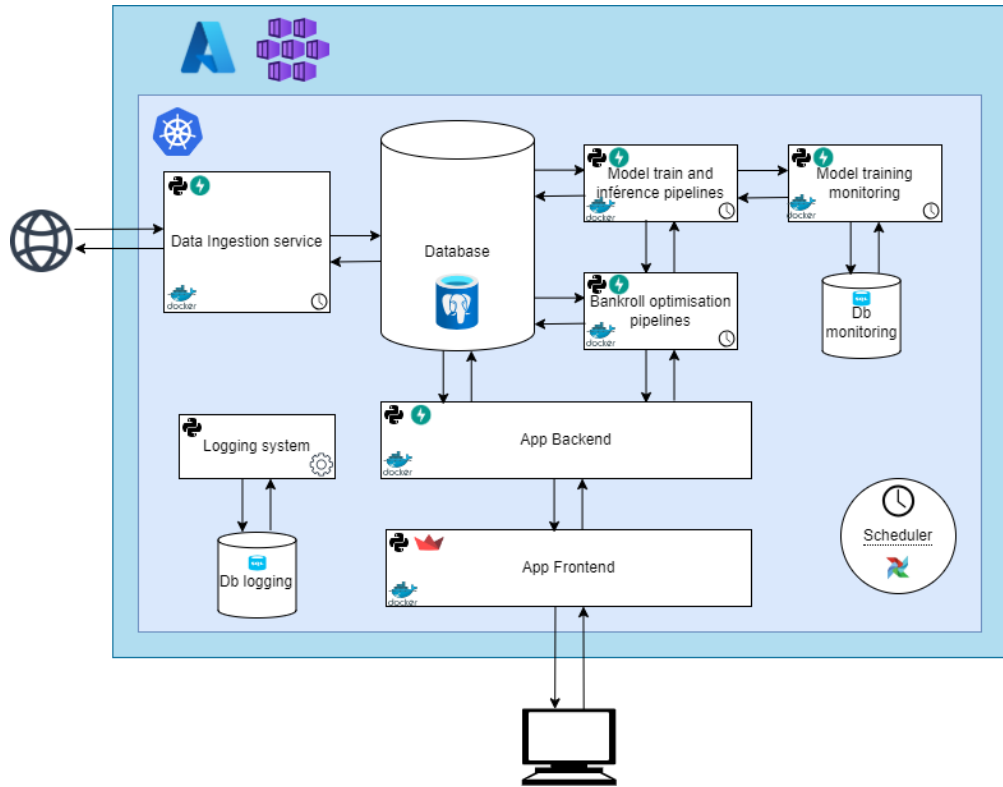 Data Ingestion service
docker
Database
Model train and
inférence pipelines
docker
Model training
monitoring
docker
Bankroll optimisation
pipelines
docker
Db
monitoring
Logging system
Db logging
App Backend
docker
App Frontend
docker
Scheduler